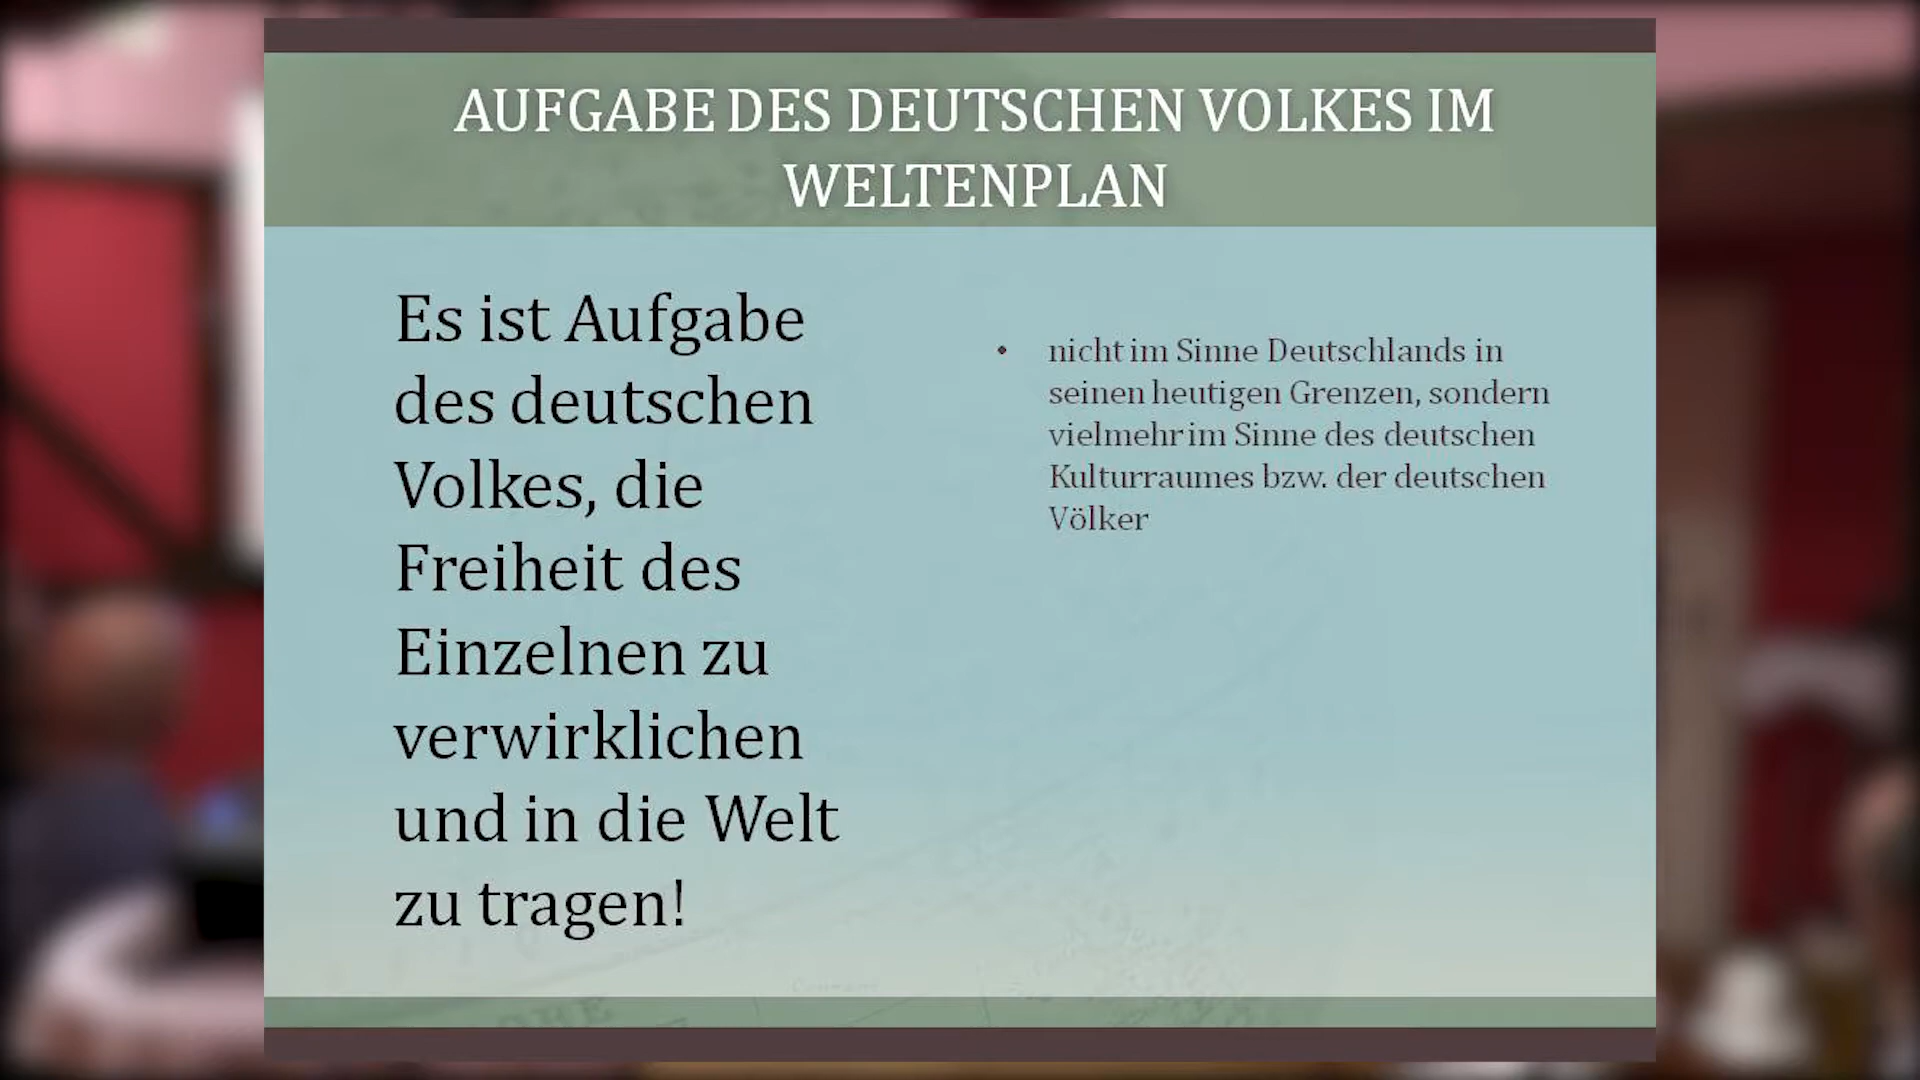 AUFGABE DES DEUTSCHEN VOLKES IM
WELTENPLAN
Es ist Aufgabe
des deutschen
Volkes, die
Freiheit des
Einzelnen zu
verwirklichen
und in die Welt
zu tragen!
• nicht im Sinne Deutschlands in
seinen heutigen Grenzen, sondern
vielmehr im Sinne des deutschen
Kulturraumes bzw. der deutschen
Völker